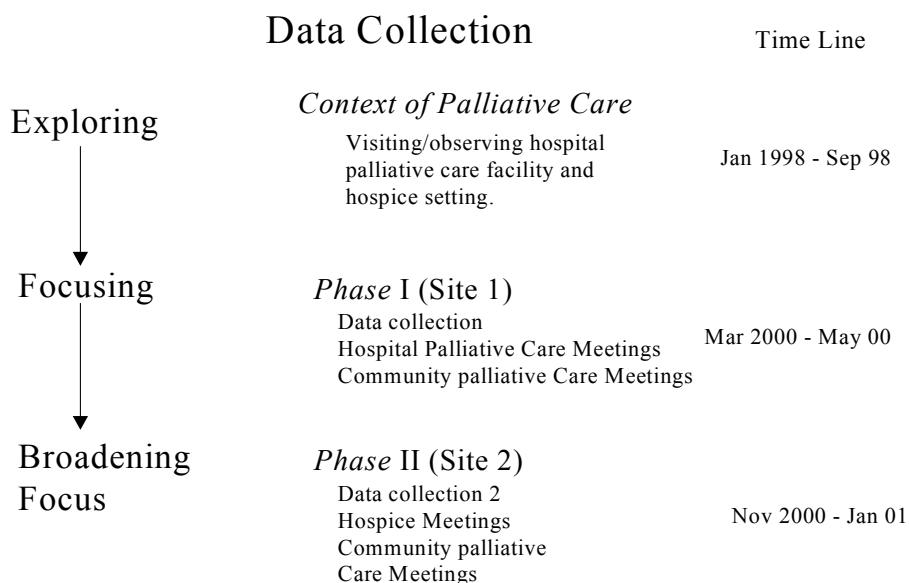 Data Collection
Time Line
Exploring
Context of Palliative Care
Visiting/observing hospital
palliative care facility and
hospice setting.
Jan 1998 - Sep 98
Focusing
Phase I (Site 1)
Data collection
Hospital Palliative Care Meetings
Community palliative Care Meetings
Mar 2000 - May 00
Broadening
Focus
Phase II (Site 2)
Data collection 2
Hospice Meetings
Community palliative
Care Meetings
Nov 2000 - Jan 01